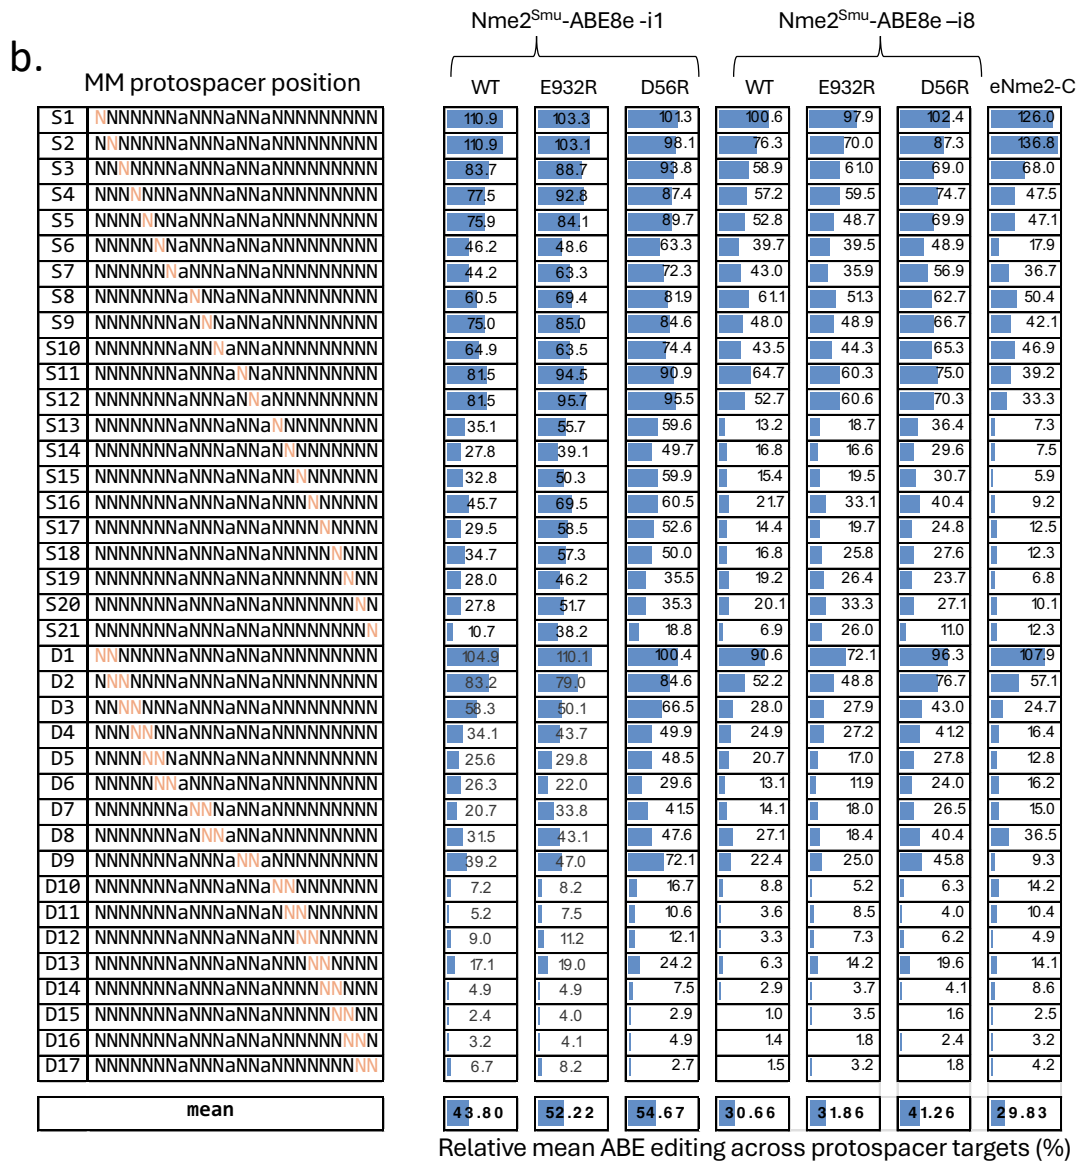 b.
Nme2Smu-ABE8e -i1 Nme2Smu-ABE8e –i8
MM protospacer position WT E932R D56R WT E932R D56R eNme2-C
S1 NNNNNNNaNNNaNNaNNNNNNNNN 110.9 103.3 101.3 100.6 97.9 102.4 126.0
S2 NNNNNNNaNNNaNNaNNNNNNNNN 110.9 103.1 98.1 76.3 70.0 87.3 136.8
S3 NNNNNNNaNNNaNNaNNNNNNNNN 83.7 88.7 93.8 58.9 61.0 69.0 68.0
S4 NNNNNNNaNNNaNNaNNNNNNNNN 77.5 92.8 87.4 57.2 59.5 74.7 47.5
S5 NNNNNNNaNNNaNNaNNNNNNNNN 75.9 84.1 89.7 52.8 48.7 69.9 47.1
S6 NNNNNNNaNNNaNNaNNNNNNNNN 46.2 48.6 63.3 39.7 39.5 48.9 17.9
S7 NNNNNNNaNNNaNNaNNNNNNNNN 44.2 63.3 72.3 43.0 35.9 56.9 36.7
S8 NNNNNNNaNNNaNNaNNNNNNNNN 60.5 69.4 81.9 61.1 51.3 62.7 50.4
S9 NNNNNNNaNNNaNNaNNNNNNNNN 75.0 85.0 84.6 48.0 48.9 66.7 42.1
S10 NNNNNNNaNNNaNNaNNNNNNNNN 64.9 63.5 74.4 43.5 44.3 65.3 46.9
S11 NNNNNNNaNNNaNNaNNNNNNNNN 81.5 94.5 90.9 64.7 60.3 75.0 39.2
S12 NNNNNNNaNNNaNNaNNNNNNNNN 81.5 95.7 95.5 52.7 60.6 70.3 33.3
S13 NNNNNNNaNNNaNNaNNNNNNNNN 35.1 55.7 59.6 13.2 18.7 36.4 7.3
S14 NNNNNNNaNNNaNNaNNNNNNNNN 27.8 39.1 49.7 16.8 16.6 29.6 7.5
S15 NNNNNNNaNNNaNNaNNNNNNNNN 32.8 50.3 59.9 15.4 19.5 30.7 5.9
S16 NNNNNNNaNNNaNNaNNNNNNNNN 45.7 69.5 60.5 21.7 33.1 40.4 9.2
S17 NNNNNNNaNNNaNNaNNNNNNNNN 29.5 58.5 52.6 14.4 19.7 24.8 12.5
S18 NNNNNNNaNNNaNNaNNNNNNNNN 34.7 57.3 50.0 16.8 25.8 27.6 12.3
S19 NNNNNNNaNNNaNNaNNNNNNNNN 28.0 46.2 35.5 19.2 26.4 23.7 6.8
S20 NNNNNNNaNNNaNNaNNNNNNNNN 27.8 51.7 35.3 20.1 33.3 27.1 10.1
S21 NNNNNNNaNNNaNNaNNNNNNNNN 10.7 38.2 18.8 6.9 26.0 11.0 12.3
D1 NNNNNNNaNNNaNNaNNNNNNNNN 104.9 110.1 100.4 90.6 72.1 96.3 107.9
D2 NNNNNNNaNNNaNNaNNNNNNNNN 83.2 79.0 84.6 52.2 48.8 76.7 57.1
D3 NNNNNNNaNNNaNNaNNNNNNNNN 58.3 50.1 66.5 28.0 27.9 43.0 24.7
D4 NNNNNNNaNNNaNNaNNNNNNNNN 34.1 43.7 49.9 24.9 27.2 41.2 16.4
D5 NNNNNNNaNNNaNNaNNNNNNNNN 25.6 29.8 48.5 20.7 17.0 27.8 12.8
D6 NNNNNNNaNNNaNNaNNNNNNNNN 26.3 22.0 29.6 13.1 11.9 24.0 16.2
D7 NNNNNNNaNNNaNNaNNNNNNNNN 20.7 33.8 41.5 14.1 18.0 26.5 15.0
D8 NNNNNNNaNNNaNNaNNNNNNNNN 31.5 43.1 47.6 27.1 18.4 40.4 36.5
D9 NNNNNNNaNNNaNNaNNNNNNNNN 39.2 47.0 72.1 22.4 25.0 45.8 9.3
D10 NNNNNNNaNNNaNNaNNNNNNNNN 7.2 8.2 16.7 8.8 5.2 6.3 14.2
D11 NNNNNNNaNNNaNNaNNNNNNNNN 5.2 7.5 10.6 3.6 8.5 4.0 10.4
D12 NNNNNNNaNNNaNNaNNNNNNNNN 9.0 11.2 12.1 3.3 7.3 6.2 4.9
D13 NNNNNNNaNNNaNNaNNNNNNNNN 17.1 19.0 24.2 6.3 14.2 19.6 14.1
D14 NNNNNNNaNNNaNNaNNNNNNNNN 4.9 4.9 7.5 2.9 3.7 4.1 8.6
D15 NNNNNNNaNNNaNNaNNNNNNNNN 2.4 4.0 2.9 1.0 3.5 1.6 2.5
D16 NNNNNNNaNNNaNNaNNNNNNNNN 3.2 4.1 4.9 1.4 1.8 2.4 3.2
D17 NNNNNNNaNNNaNNaNNNNNNNNN 6.7 8.2 2.7 1.5 3.2 1.8 4.2
mean 43.80 52.22 54.67 30.66 31.86 41.26 29.83
Relative mean ABE editing across protospacer targets (%)